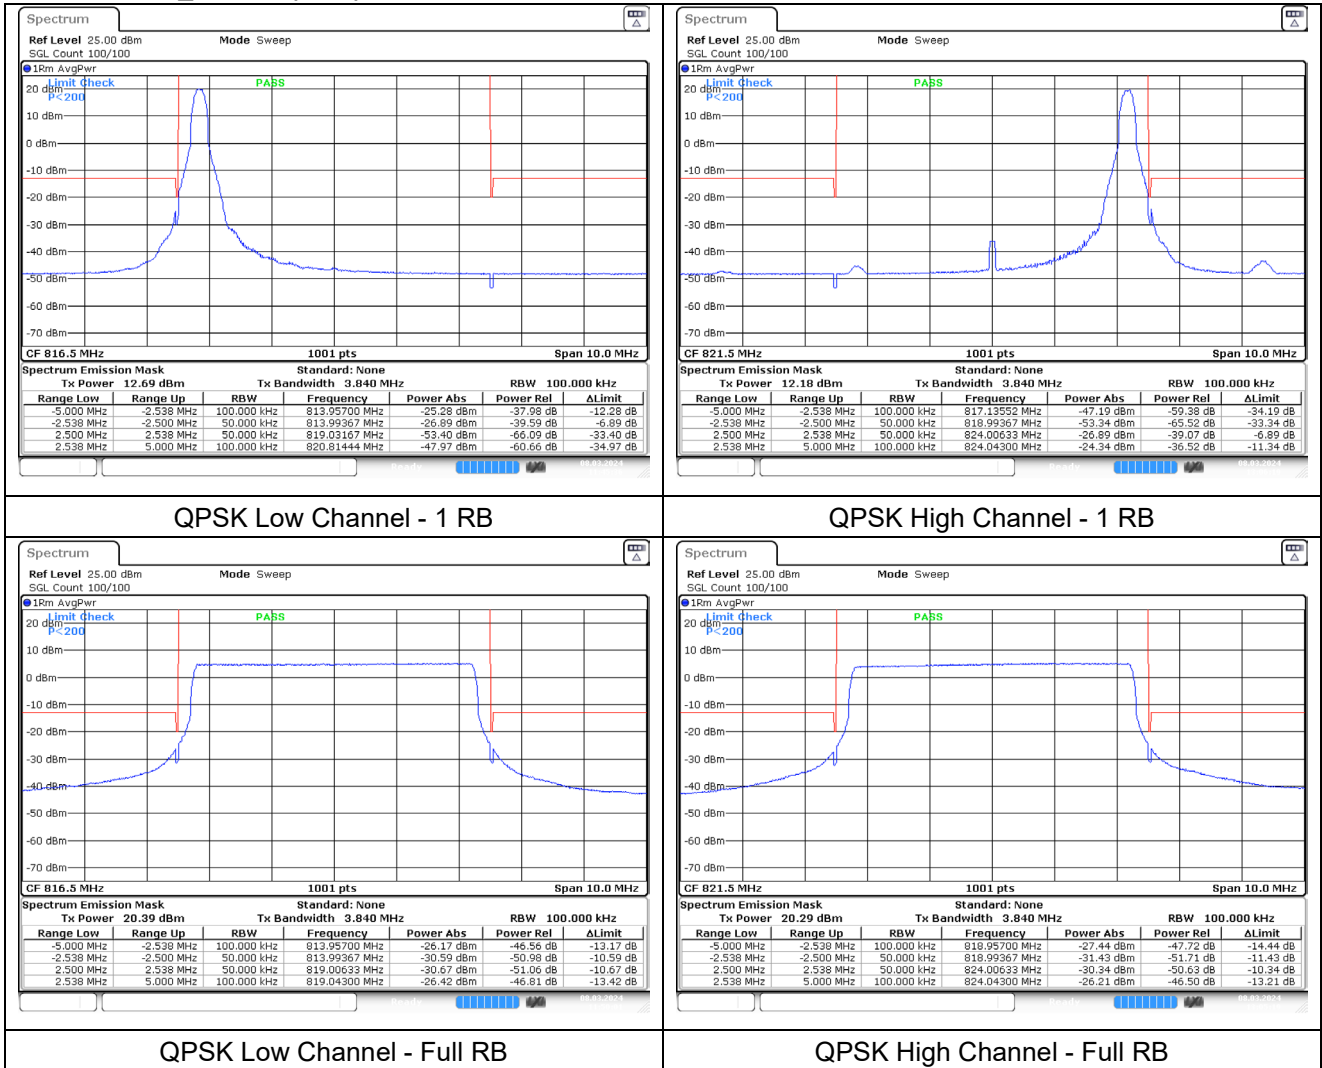 Spectrum
Ref Level 25.00 dBm Mode Sweep
SGL Count 100/100
1Rm AvgPwr
Limit Check PASS
P<200
20 dBm
10 dBm
0 dBm
-10 dBm
-20 dBm
-30 dBm
-40 dBm
-50 dBm
-60 dBm
-70 dBm
CF 816.5 MHz 1001 pts Span 10.0 MHz
Spectrum Emission Mask Standard: None
Tx Power 12.69 dBm Tx Bandwidth 3.840 MHz RBW 100.000 kHz
Range Low Range Up RBW Frequency Power Abs Power Rel ΔLimit
-5.000 MHz -2.538 MHz 100.000 kHz 813.95700 MHz -25.28 dBm -37.98 dB -12.28 dB
-2.538 MHz -2.500 MHz 50.000 kHz 813.99367 MHz -26.89 dBm -39.59 dB -6.89 dB
2.500 MHz 2.538 MHz 50.000 kHz 819.03167 MHz -53.40 dBm -66.09 dB -33.40 dB
2.538 MHz 5.000 MHz 100.000 kHz 820.81444 MHz -47.97 dBm -60.66 dB -34.97 dB
08.03.2024
QPSK Low Channel - 1 RB
Spectrum
Ref Level 25.00 dBm Mode Sweep
SGL Count 100/100
1Rm AvgPwr
Limit Check PASS
P<200
20 dBm
10 dBm
0 dBm
-10 dBm
-20 dBm
-30 dBm
-40 dBm
-50 dBm
-60 dBm
-70 dBm
CF 821.5 MHz 1001 pts Span 10.0 MHz
Spectrum Emission Mask Standard: None
Tx Power 12.18 dBm Tx Bandwidth 3.840 MHz RBW 100.000 kHz
Range Low Range Up RBW Frequency Power Abs Power Rel ΔLimit
-5.000 MHz -2.538 MHz 100.000 kHz 817.13552 MHz -47.19 dBm -59.38 dB -34.19 dB
-2.538 MHz -2.500 MHz 50.000 kHz 818.99367 MHz -53.34 dBm -65.52 dB -33.34 dB
2.500 MHz 2.538 MHz 50.000 kHz 824.00633 MHz -26.89 dBm -39.07 dB -6.89 dB
2.538 MHz 5.000 MHz 100.000 kHz 824.04300 MHz -24.34 dBm -36.52 dB -11.34 dB
08.03.2024
QPSK High Channel - 1 RB
Spectrum
Ref Level 25.00 dBm Mode Sweep
SGL Count 100/100
1Rm AvgPwr
Limit Check PASS
P<200
20 dBm
10 dBm
0 dBm
-10 dBm
-20 dBm
-30 dBm
-40 dBm
-50 dBm
-60 dBm
-70 dBm
CF 816.5 MHz 1001 pts Span 10.0 MHz
Spectrum Emission Mask Standard: None
Tx Power 20.39 dBm Tx Bandwidth 3.840 MHz RBW 100.000 kHz
Range Low Range Up RBW Frequency Power Abs Power Rel ΔLimit
-5.000 MHz -2.538 MHz 100.000 kHz 813.95700 MHz -26.17 dBm -46.56 dB -13.17 dB
-2.538 MHz -2.500 MHz 50.000 kHz 813.99367 MHz -30.59 dBm -50.98 dB -10.59 dB
2.500 MHz 2.538 MHz 50.000 kHz 819.00633 MHz -30.67 dBm -51.06 dB -10.67 dB
2.538 MHz 5.000 MHz 100.000 kHz 819.04300 MHz -26.42 dBm -46.81 dB -13.42 dB
08.03.2024
QPSK Low Channel - Full RB
Spectrum
Ref Level 25.00 dBm Mode Sweep
SGL Count 100/100
1Rm AvgPwr
Limit Check PASS
P<200
20 dBm
10 dBm
0 dBm
-10 dBm
-20 dBm
-30 dBm
-40 dBm
-50 dBm
-60 dBm
-70 dBm
CF 821.5 MHz 1001 pts Span 10.0 MHz
Spectrum Emission Mask Standard: None
Tx Power 20.29 dBm Tx Bandwidth 3.840 MHz RBW 100.000 kHz
Range Low Range Up RBW Frequency Power Abs Power Rel ΔLimit
-5.000 MHz -2.538 MHz 100.000 kHz 818.95700 MHz -27.44 dBm -47.72 dB -14.44 dB
-2.538 MHz -2.500 MHz 50.000 kHz 818.99367 MHz -31.43 dBm -51.71 dB -11.43 dB
2.500 MHz 2.538 MHz 50.000 kHz 824.00633 MHz -30.34 dBm -50.63 dB -10.34 dB
2.538 MHz 5.000 MHz 100.000 kHz 824.04300 MHz -26.21 dBm -46.50 dB -13.21 dB
08.03.2024
QPSK High Channel - Full RB